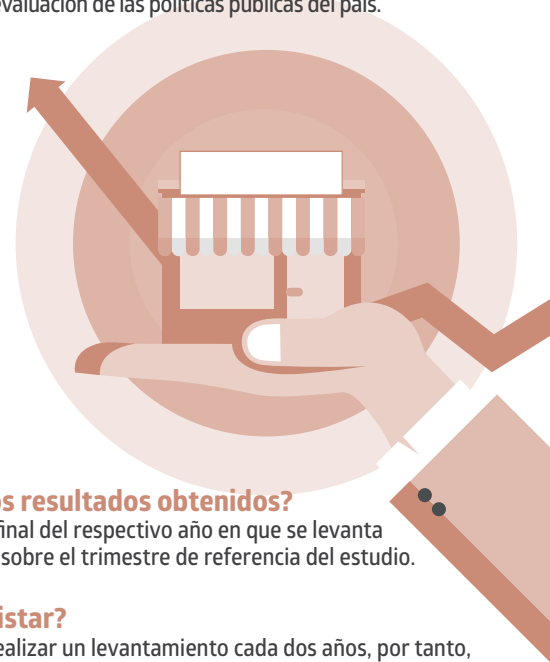 evaluación de las políticas públicas del país.
os resultados obtenidos?
final del respectivo año en que se levanta
sobre el trimestre de referencia del estudio.
istar?
ealizar un levantamiento cada dos años, por tanto,